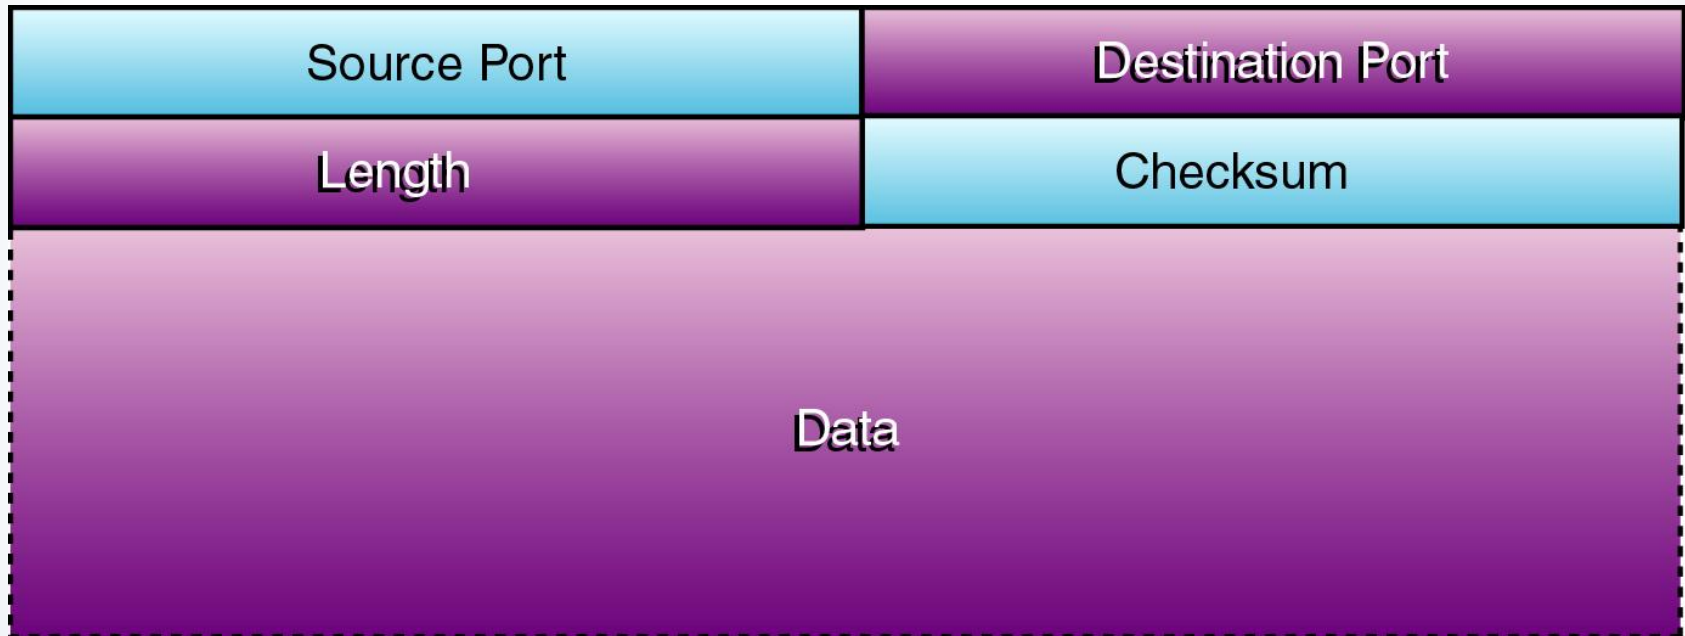 Source Port
Destination Port
Length
Checksum
Data